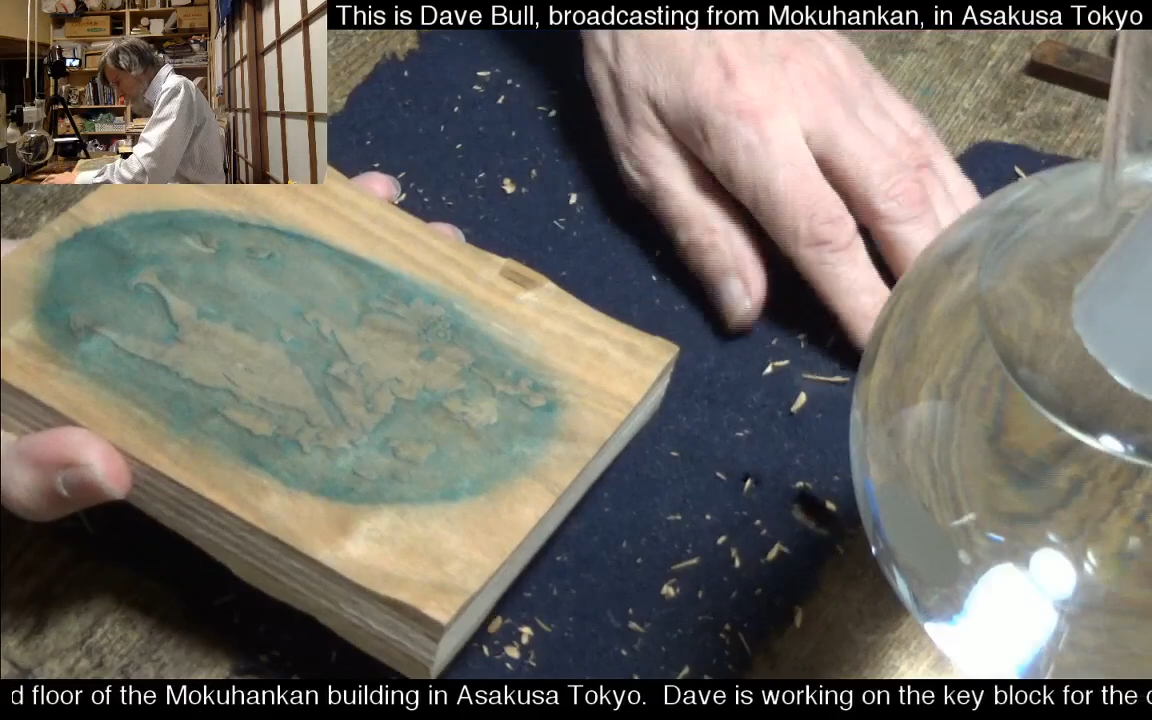 This is Dave Bull, broadcasting from Mokuhankan, in Asakusa Tokyo
d floor of the Mokuhankan building in Asakusa Tokyo. Dave is working on the key block for the